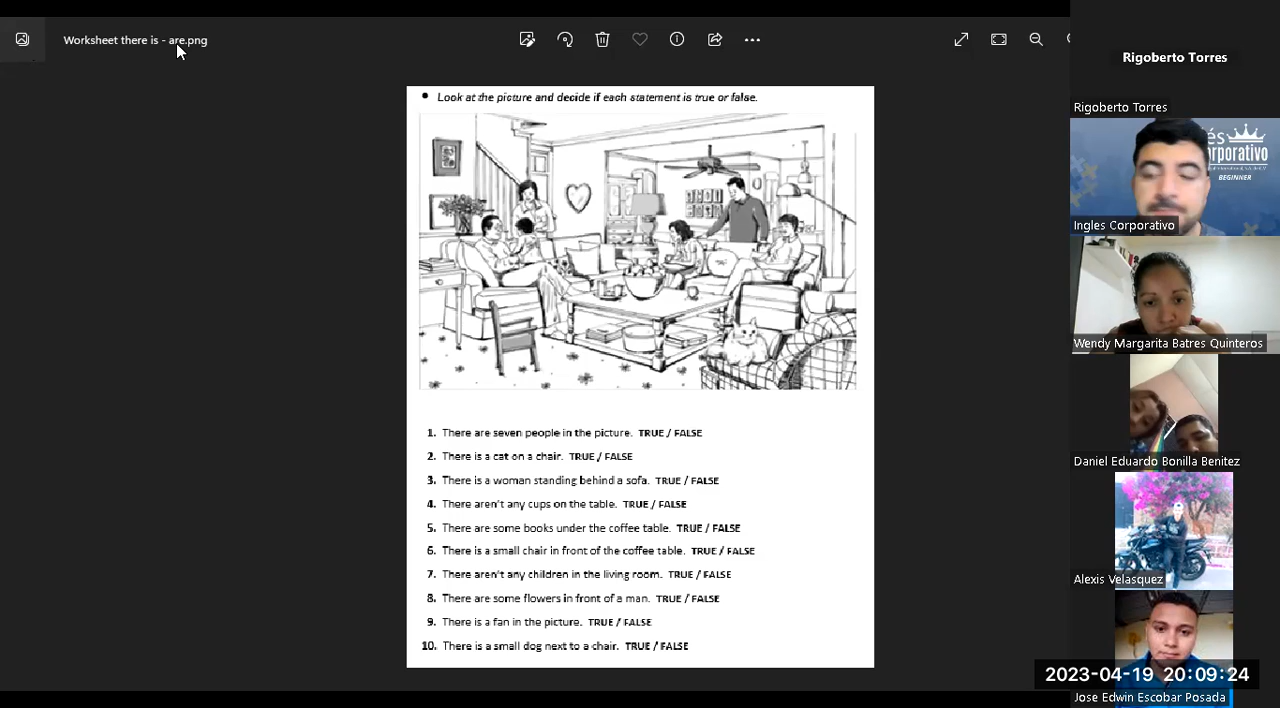 Worksheet there is - are.png
Look at the picture and decide if each statement is true or false.
1. There are seven people in the picture. TRUE / FALSE
2. There is a cat on a chair. TRUE / FALSE
3. There is a woman standing behind a sofa. TRUE / FALSE
4. There aren't any cups on the table. TRUE / FALSE
5. There are some books under the coffee table. TRUE / FALSE
6. There is a small chair in front of the coffee table. TRUE / FALSE
7. There aren't any children in the living room. TRUE / FALSE
8. There are some flowers in front of a man. TRUE / FALSE
9. There is a fan in the picture. TRUE / FALSE
10. There is a small dog next to a chair. TRUE / FALSE
Rigoberto Torres
Rigoberto Torres
és
orporativo
BEGINNER
Ingles Corporativo
Wendy Margarita Batres Quinteros
Daniel Eduardo Bonilla Benitez
Alexis Velasquez
2023-04-19 20:09:24
Jose Edwin Escobar Posada